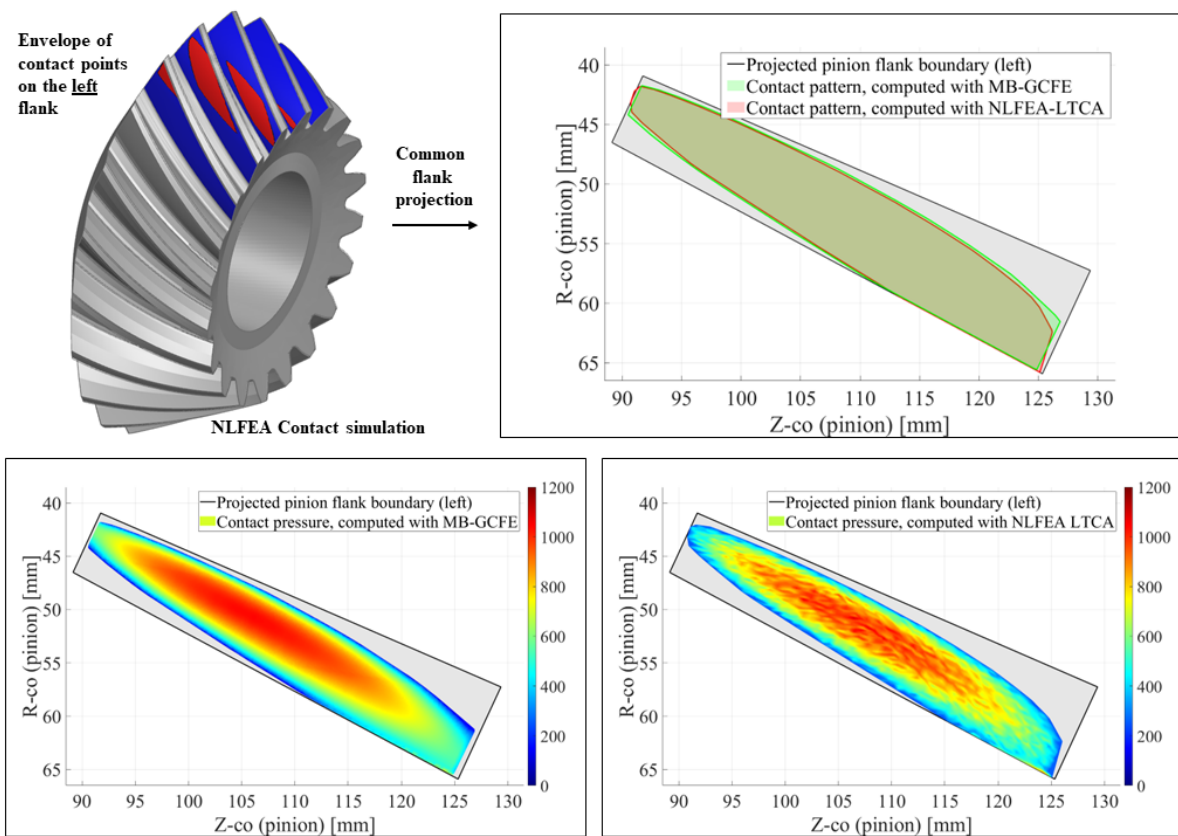 Envelope of
contact points
on the left
flank
Common
flank
projection
NLFEA Contact simulation
Projected pinion flank boundary (left)
Contact pattern, computed with MB-GCFE
Contact pattern, computed with NLFEA-LTCA
R-co (pinion) [mm]
40
45
50
55
60
65
90 95 100 105 110 115 120 125 130
Z-co (pinion) [mm]
Projected pinion flank boundary (left)
Contact pressure, computed with MB-GCFE
R-co (pinion) [mm]
40
45
50
55
60
65
90 95 100 105 110 115 120 125 130
Z-co (pinion) [mm]
1200
1000
800
600
400
200
0
Projected pinion flank boundary (left)
Contact pressure, computed with NLFEA LTCA
R-co (pinion) [mm]
40
45
50
55
60
65
90 95 100 105 110 115 120 125 130
Z-co (pinion) [mm]
1200
1000
800
600
400
200
0